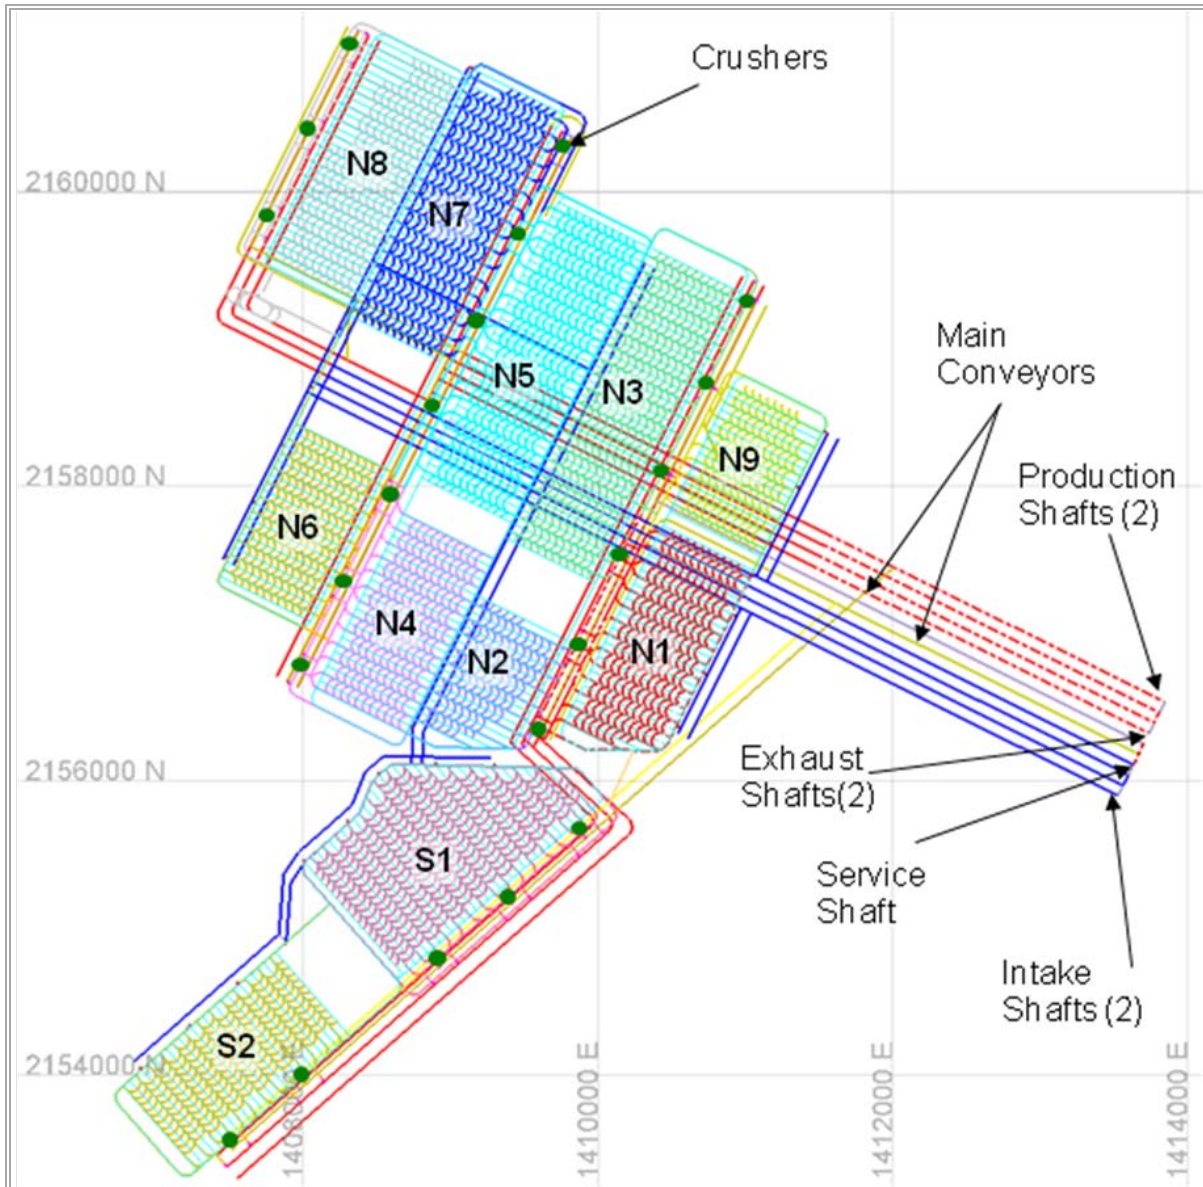 Crushers
N8
2160000 N
N7
Main
Conveyors
N5
N3
N9
Production
Shafts (2)
2158000 N
N6
N4
N2
N1
Exhaust
Shafts(2)
2156000 N
S1
Service
Shaft
Intake
Shafts (2)
S2
2154000 N
1408000 E
1410000 E
1412000 E
1414000 E